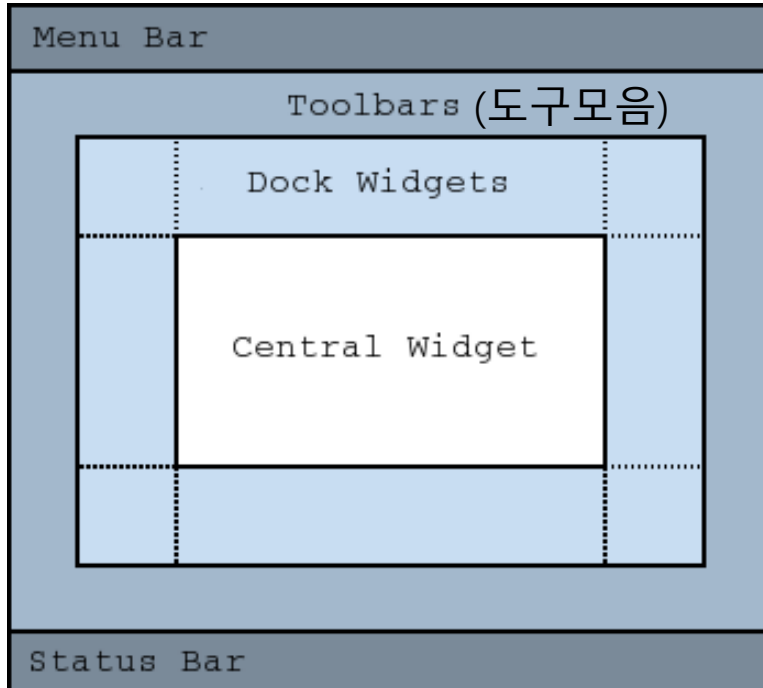 Menu Bar
Toolbars (도구모음)
Dock Widgets
Central Widget
Status Bar